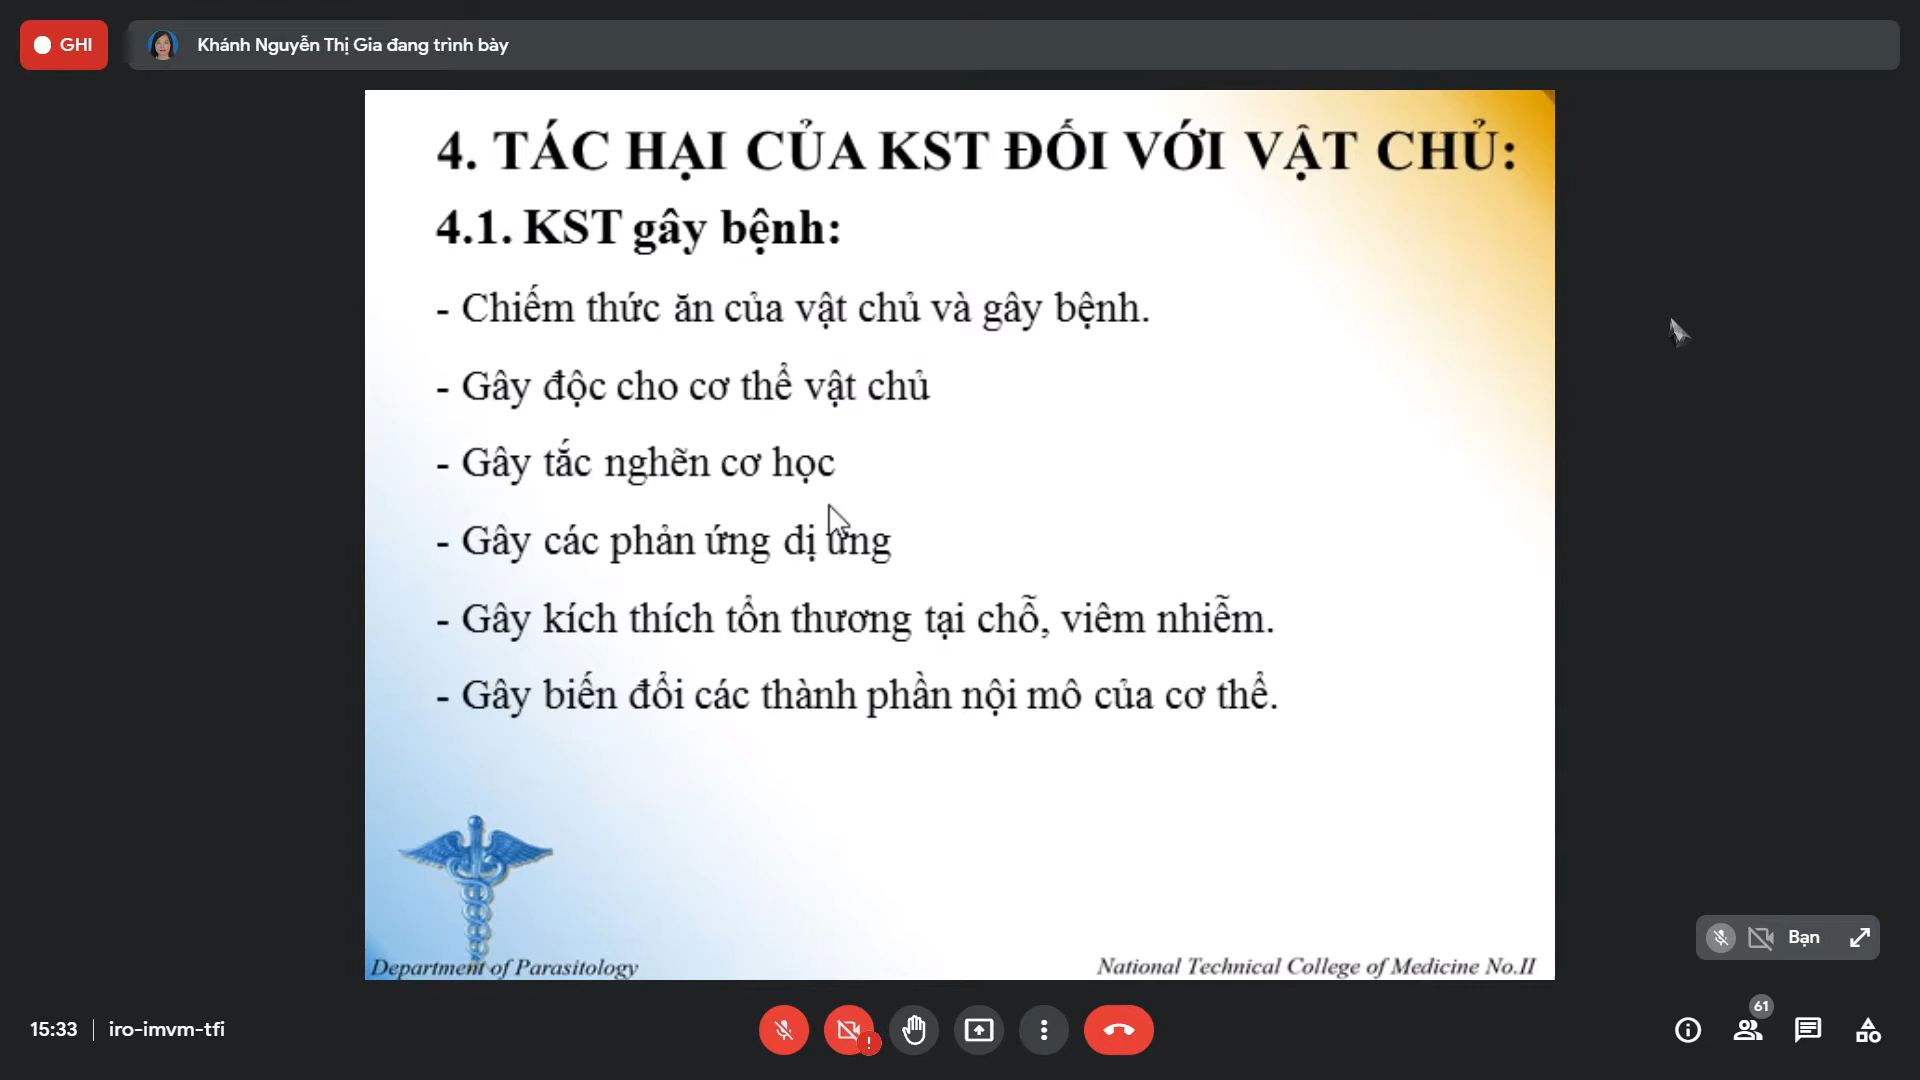 GHI
Khánh Nguyễn Thị Gia đang trình bày
4. TÁC HẠI CỦA KST ĐỐI VỚI VẬT CHỦ:
4.1. KST gây bệnh:
- Chiếm thức ăn của vật chủ và gây bệnh.
- Gây độc cho cơ thể vật chủ
- Gây tắc nghẽn cơ học
- Gây các phản ứng dị ứng
- Gây kích thích tổn thương tại chỗ, viêm nhiễm.
- Gây biến đổi các thành phần nội mô của cơ thể.
Department of Parasitology
National Technical College of Medicine No.II
Bạn
15:33
iro-imvm-tfi
61